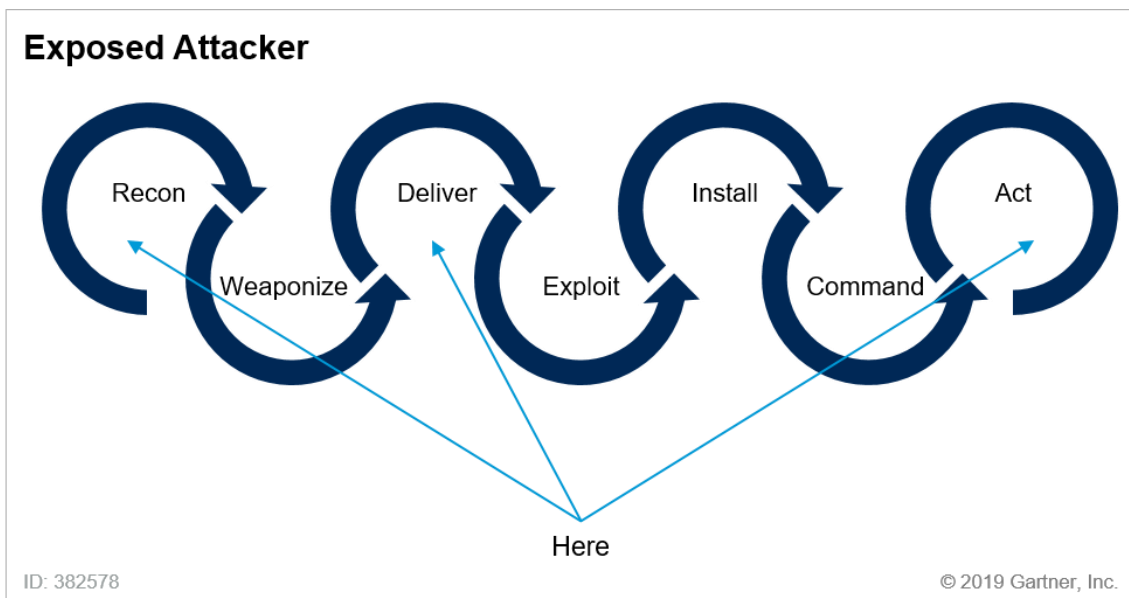 Exposed Attacker
Recon
Deliver
Install
Act
Weaponize
Exploit
Command
Here
ID: 382578
© 2019 Gartner, Inc.